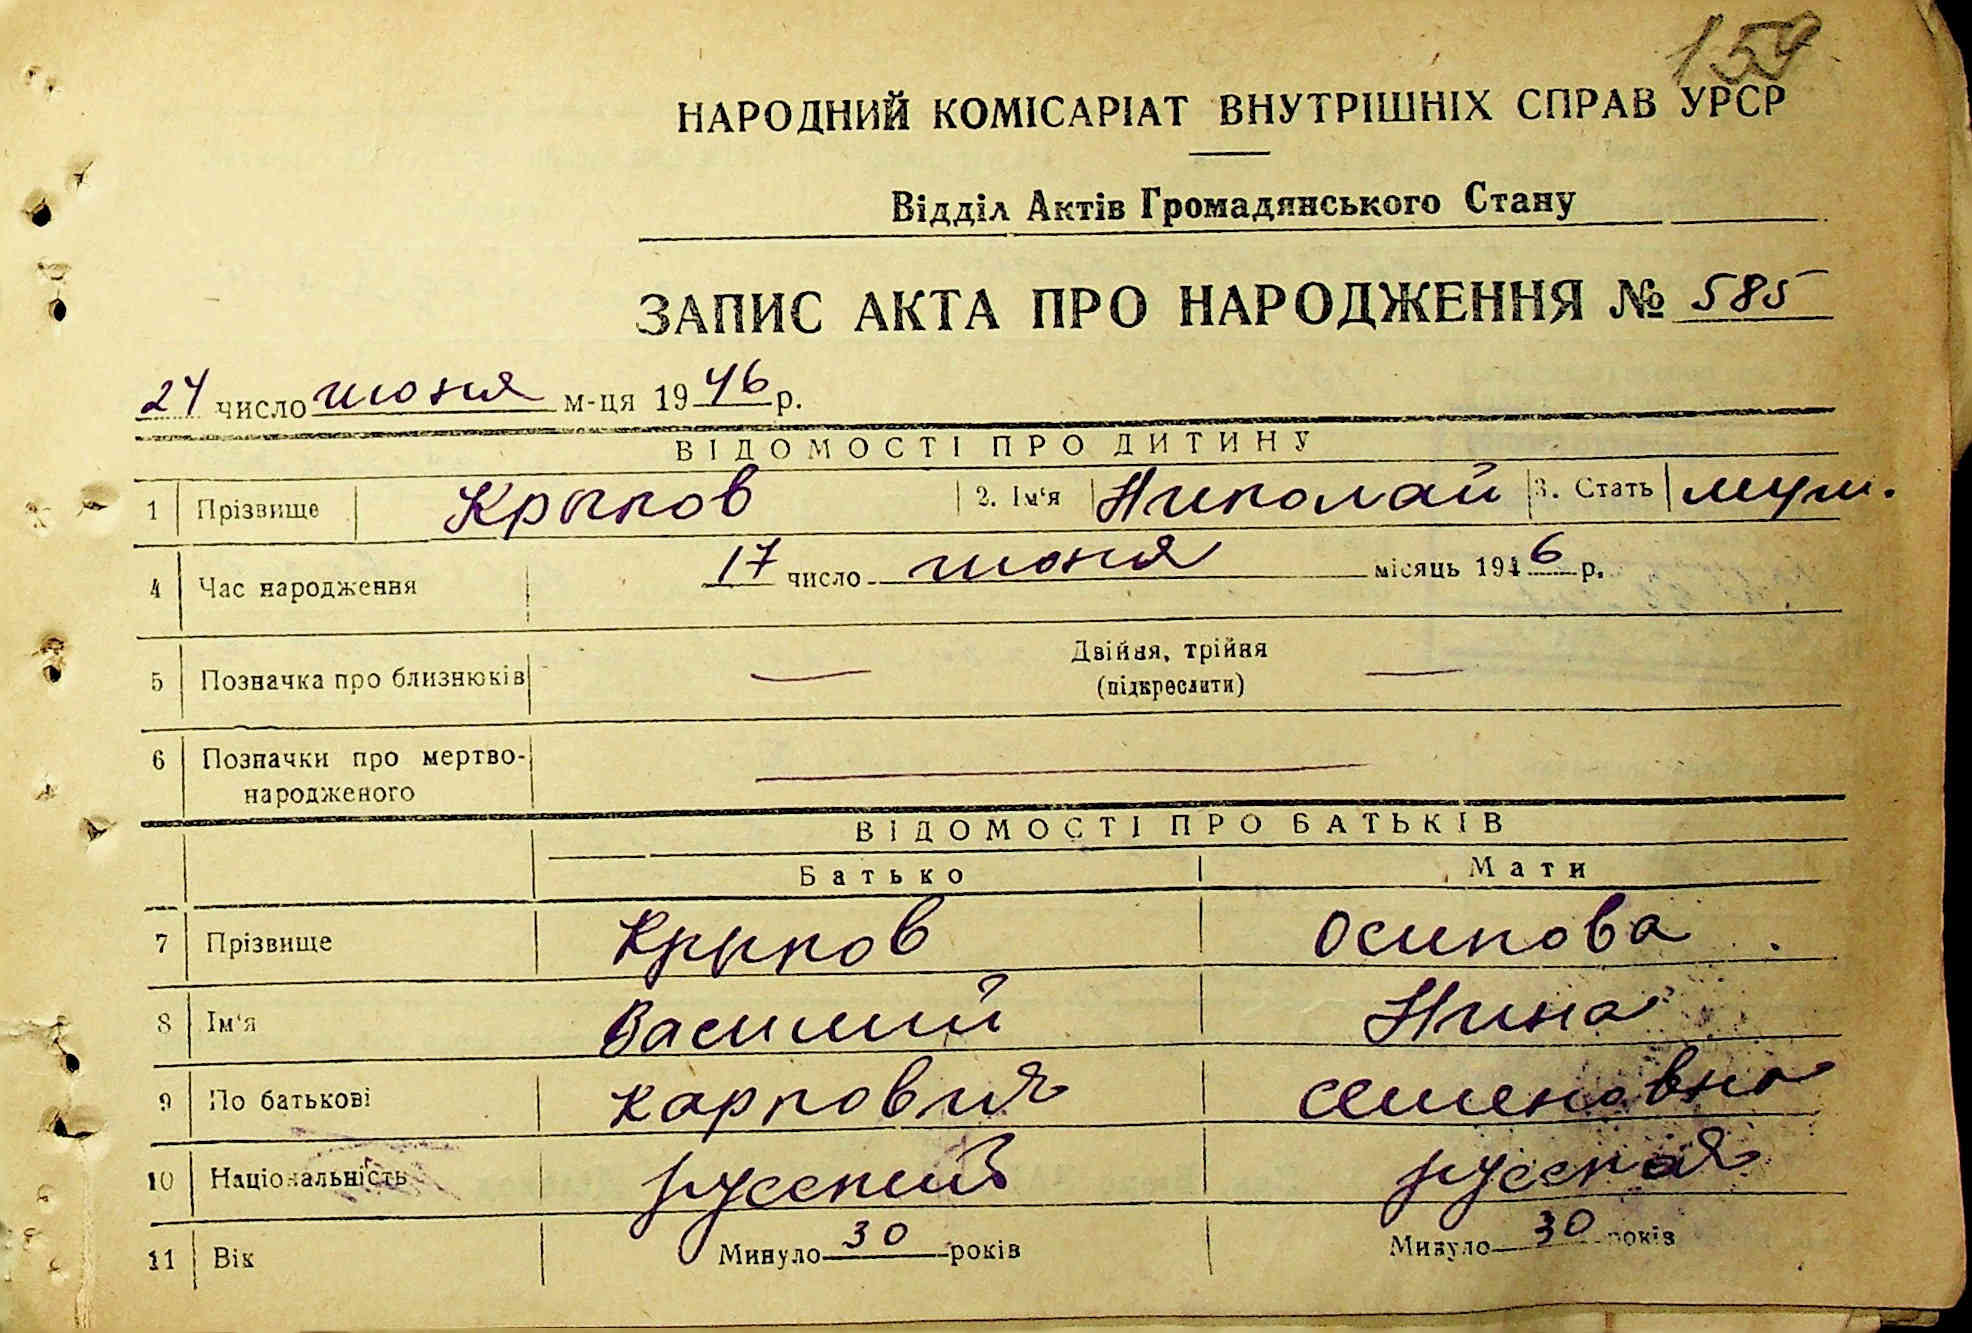 159
НАРОДНИЙ КОМІСАРІАТ ВНУТРІШНІХ СПРАВ УРСР
Відділ Актів Громадянського Стану
ЗАПИС АКТА ПРО НАРОДЖЕННЯ № 585
24 число июня м-ця 1946 р.
ВІДОМОСТІ ПРО ДИТИНУ
1 Прізвище Крыков 2. Ім'я Николай 3. Стать муж.
4 Час народження 17 число июня місяць 1946 р.
5 Позначка про близнюків Двійня, трійня
(підкреслити)
6 Позначки про мертво-
народженого
ВІДОМОСТІ ПРО БАТЬКІВ
Батько Мати
7 Прізвище Крыков Осипова
8 Ім'я Василий Нина
9 По батькові Карпович Семеновна
10 Національність русский русская
11 Вік Минуло 30 років Минуло 30 років